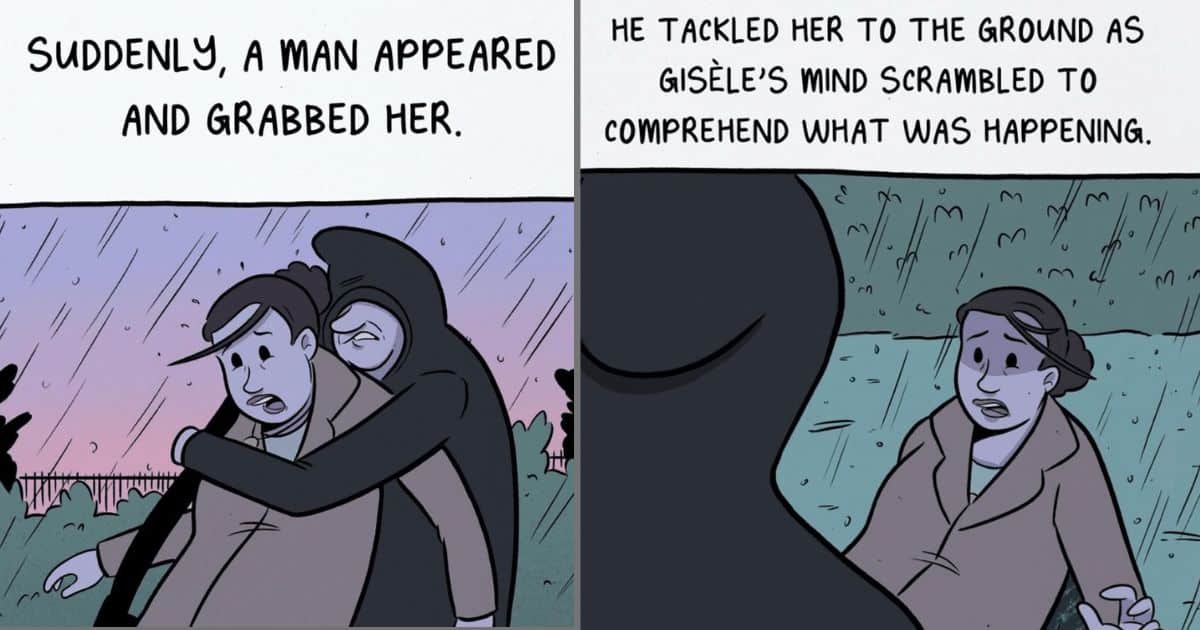 SUDDENLY, A MAN APPEARED
AND GRABBED HER.
HE TACKLED HER TO THE GROUND AS
GISÈLE'S MIND SCRAMBLED TO
COMPREHEND WHAT WAS HAPPENING.